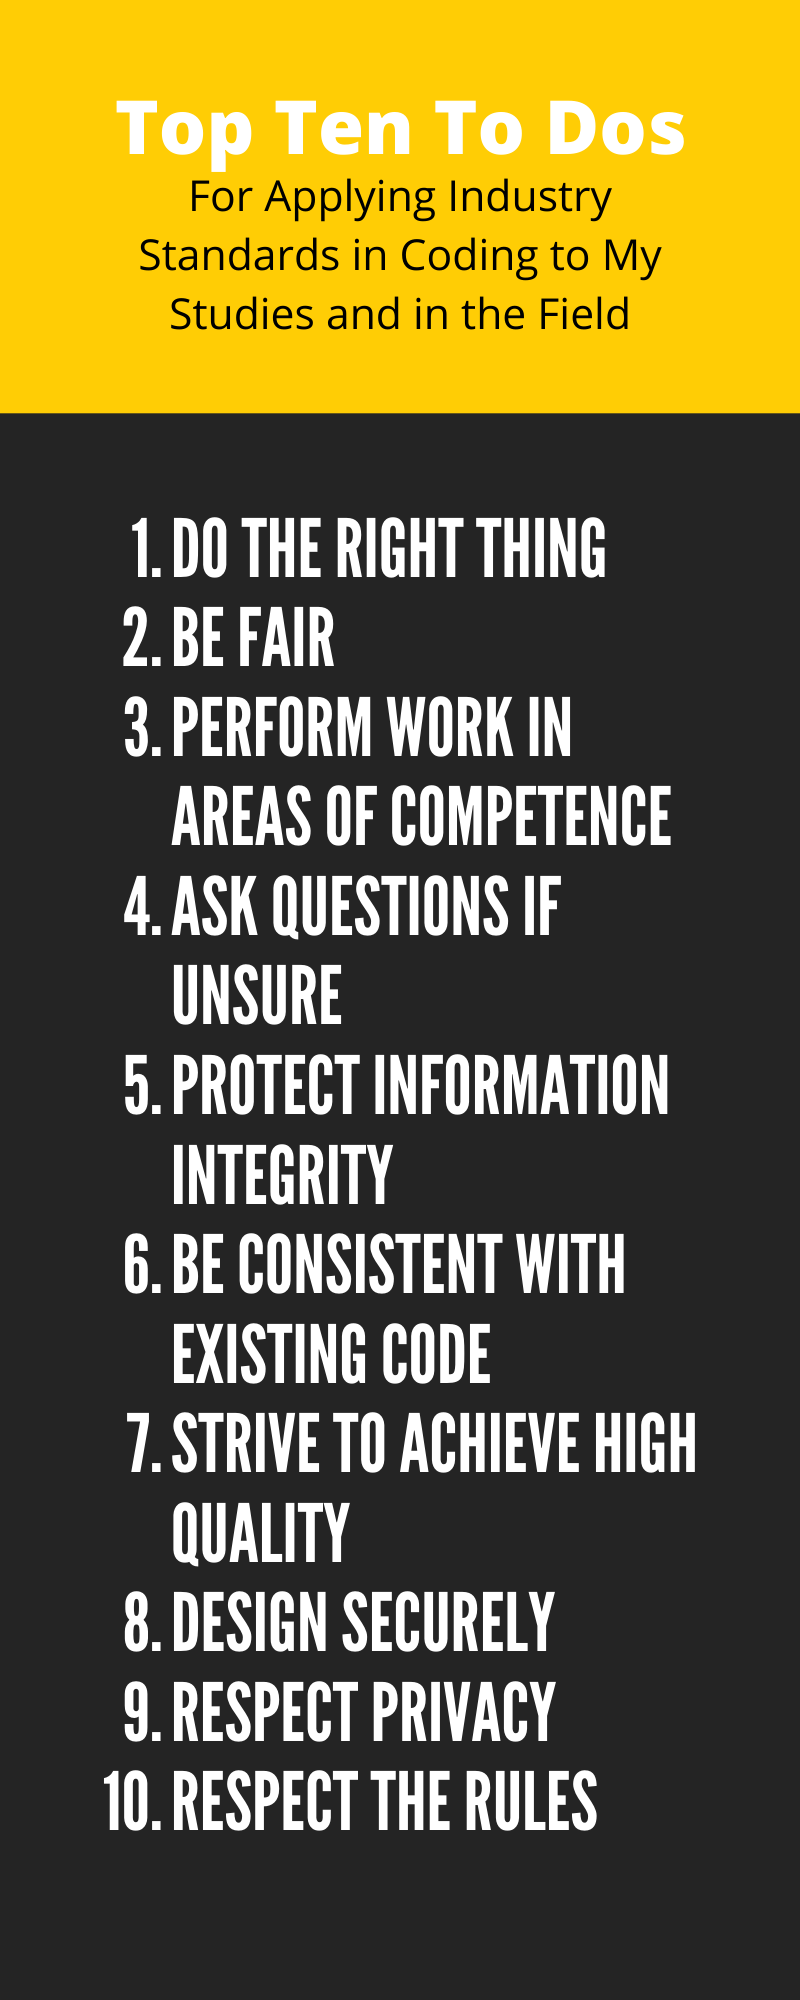 Top Ten To Dos
For Applying Industry
Standards in Coding to My
Studies and in the Field
1. DO THE RIGHT THING
2. BE FAIR
3. PERFORM WORK IN
AREAS OF COMPETENCE
4. ASK QUESTIONS IF
UNSURE
5. PROTECT INFORMATION
INTEGRITY
6. BE CONSISTENT WITH
EXISTING CODE
7. STRIVE TO ACHIEVE HIGH
QUALITY
8. DESIGN SECURELY
9. RESPECT PRIVACY
10. RESPECT THE RULES